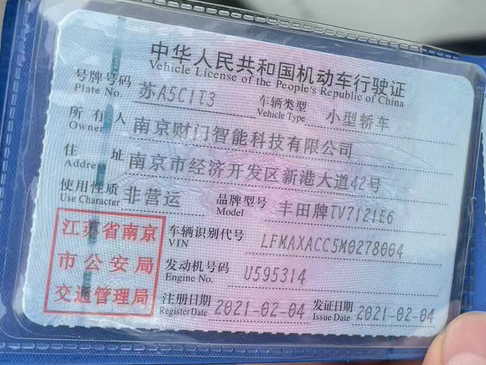 中华人民共和国机动车行驶证
Vehicle License of the People's Republic of China
号牌号码 苏A5C1T3 车辆类型 小型轿车
Plate No. Vehicle Type
所有人 南京财门智能科技有限公司
Owner
住址 南京市经济开发区新港大道42号
Address
使用性质 非营运 品牌型号 丰田牌TV7121E6
Use Character Model
江苏省南京
市公安局
交通管理局
车辆识别代号 LFMAXACC5M0278004
VIN
发动机号码 U595314
Engine No.
注册日期 2021-02-04 发证日期 2021-02-04
Register Date Issue Date